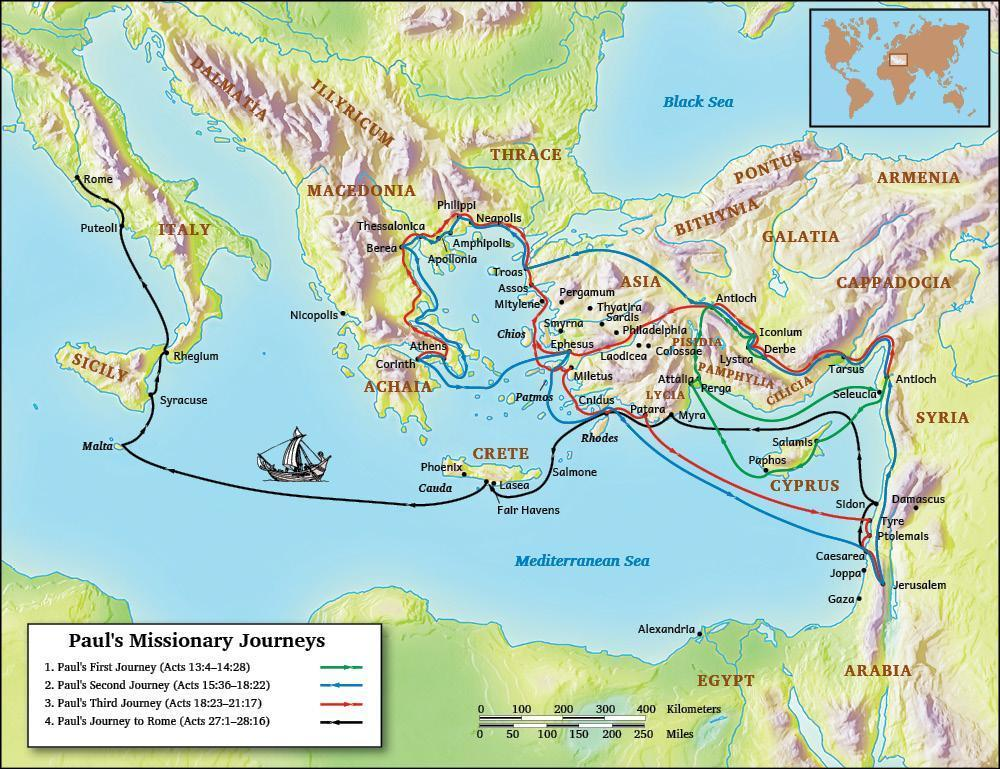 Black Sea
DALMATIA
ILLYRICUM
THRACE
PONTUS
ARMENIA
Rome
MACEDONIA
BITHYNIA
Philippi
Neapolis
Thessalonica
Puteoli
ITALY
GALATIA
Berea
Amphipolis
Apollonia
Troas
ASIA
CAPPADOCIA
Assos
Pergamum
Antioch
Mitylene
Thyatira
Sardis
Nicopolis
Smyrna
Philadelphia
Iconium
Chios
Ephesus
PISIDIA
Derbe
Athens
Laodicea
Colossae
Lystra
Rhegium
Corinth
Miletus
PAMPHYLIA
Tarsus
SICILY
ACHAIA
Attalia
Perga
CILICIA
Antioch
Patmos
LYCIA
Seleucia
Syracuse
Cnidus
Patara
Myra
SYRIA
Rhodes
Salamis
Malta
CRETE
Paphos
Phoenix
Salmone
CYPRUS
Cauda
Lasea
Damascus
Fair Havens
Sidon
Tyre
Ptolemais
Mediterranean Sea
Caesarea
Joppa
Jerusalem
Gaza
Alexandria
EGYPT
ARABIA
Paul's Missionary Journeys
1. Paul's First Journey (Acts 13:4–14:28)
2. Paul's Second Journey (Acts 15:36–18:22)
3. Paul's Third Journey (Acts 18:23–21:17)
4. Paul's Journey to Rome (Acts 27:1–28:16)
0 100 200 300 400 Kilometers
0 50 100 150 200 250 Miles